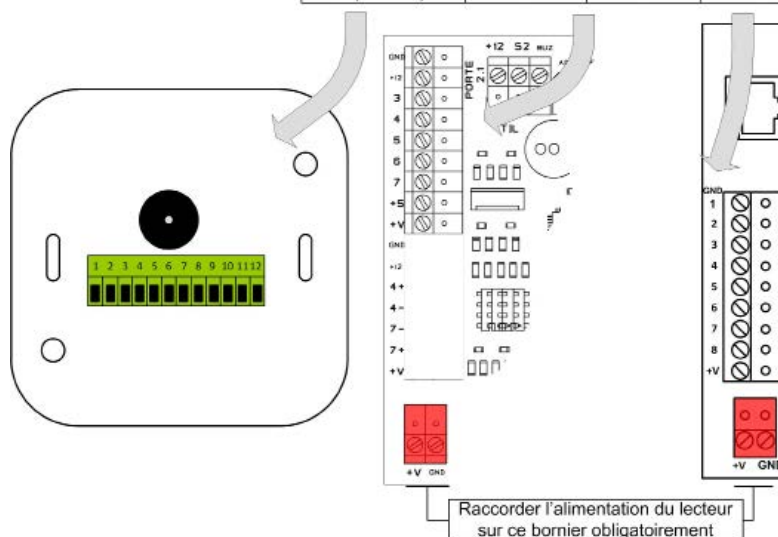 +12 S2 BUZ
GND
+12
3
4
5
6
7
+5
+V
PORTE
2.1
GND
+12
4+
4-
7-
7+
+V
+V GND
1 2 3 4 5 6 7 8 9 10 11 12
GND
1
2
3
4
5
6
7
8
+V
+V GND
Raccorder l'alimentation du lecteur
sur ce bornier obligatoirement